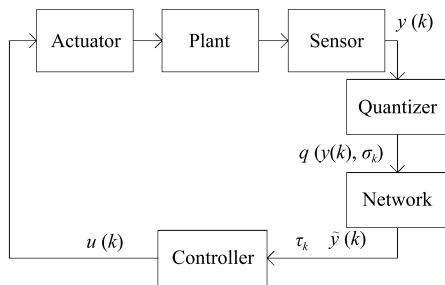 Actuator
Plant
Sensor
y (k)
Quantizer
q (y(k), σₖ)
Network
u (k)
Controller
τₖ
ỹ (k)